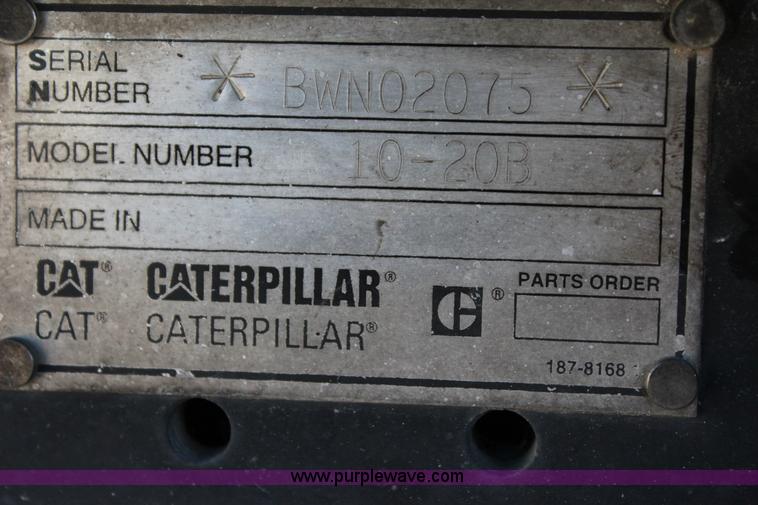 SERIAL
NUMBER * BWN02075 *
MODEL NUMBER 10-20B
MADE IN
CAT® CATERPILLAR® C® PARTS ORDER
CAT® CATERPILLAR®
187-8168
www.purplewave.com